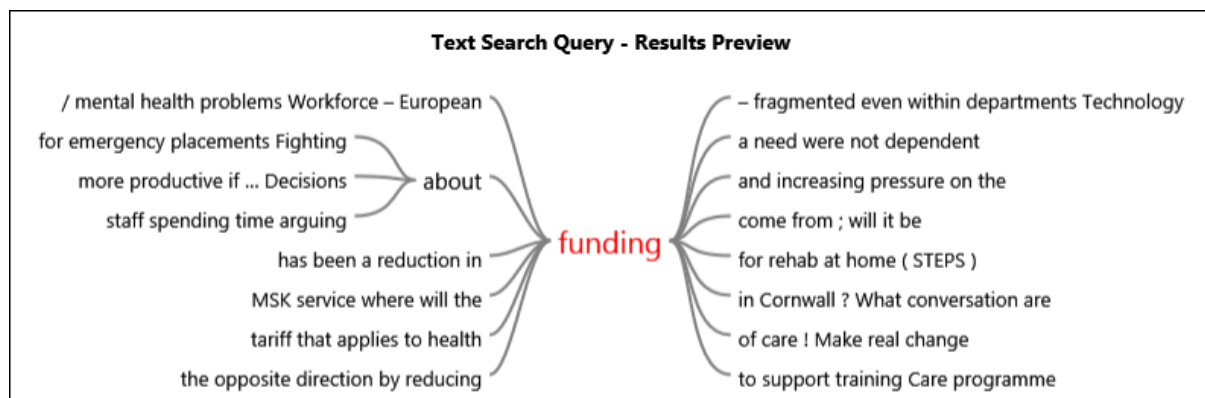 Text Search Query - Results Preview
/ mental health problems Workforce – European
for emergency placements Fighting
more productive if ... Decisions
staff spending time arguing
about
has been a reduction in
MSK service where will the
tariff that applies to health
the opposite direction by reducing
funding
– fragmented even within departments Technology
a need were not dependent
and increasing pressure on the
come from ; will it be
for rehab at home ( STEPS )
in Cornwall ? What conversation are
of care ! Make real change
to support training Care programme